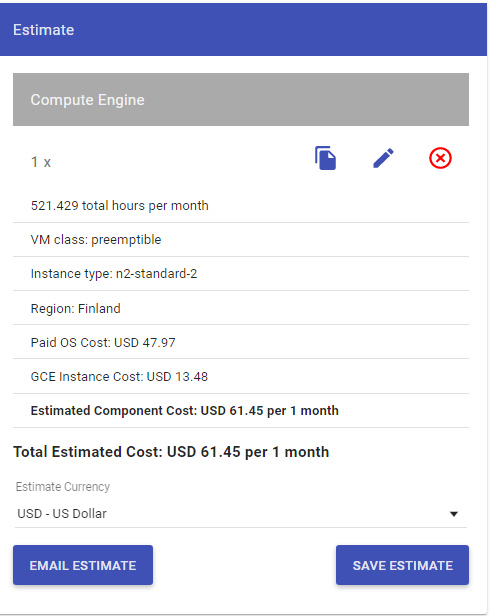 Estimate
Compute Engine
1 x
521.429 total hours per month
VM class: preemptible
Instance type: n2-standard-2
Region: Finland
Paid OS Cost: USD 47.97
GCE Instance Cost: USD 13.48
Estimated Component Cost: USD 61.45 per 1 month
Total Estimated Cost: USD 61.45 per 1 month
Estimate Currency
USD - US Dollar
EMAIL ESTIMATE SAVE ESTIMATE